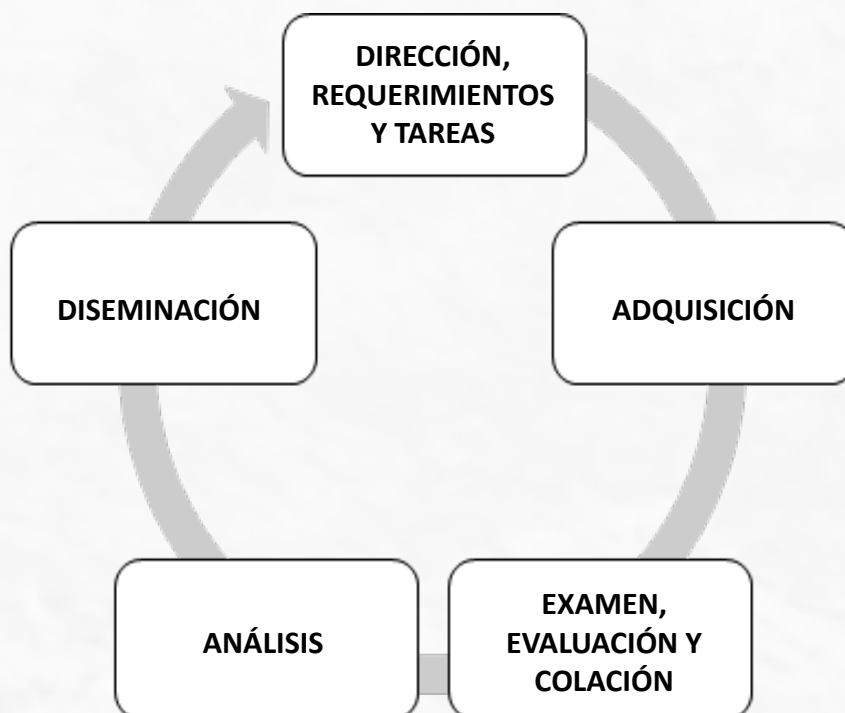 DIRECCIÓN,
REQUERIMIENTOS
Y TAREAS
ADQUISICIÓN
EXAMEN,
EVALUACIÓN Y
COLACIÓN
ANÁLISIS
DISEMINACIÓN